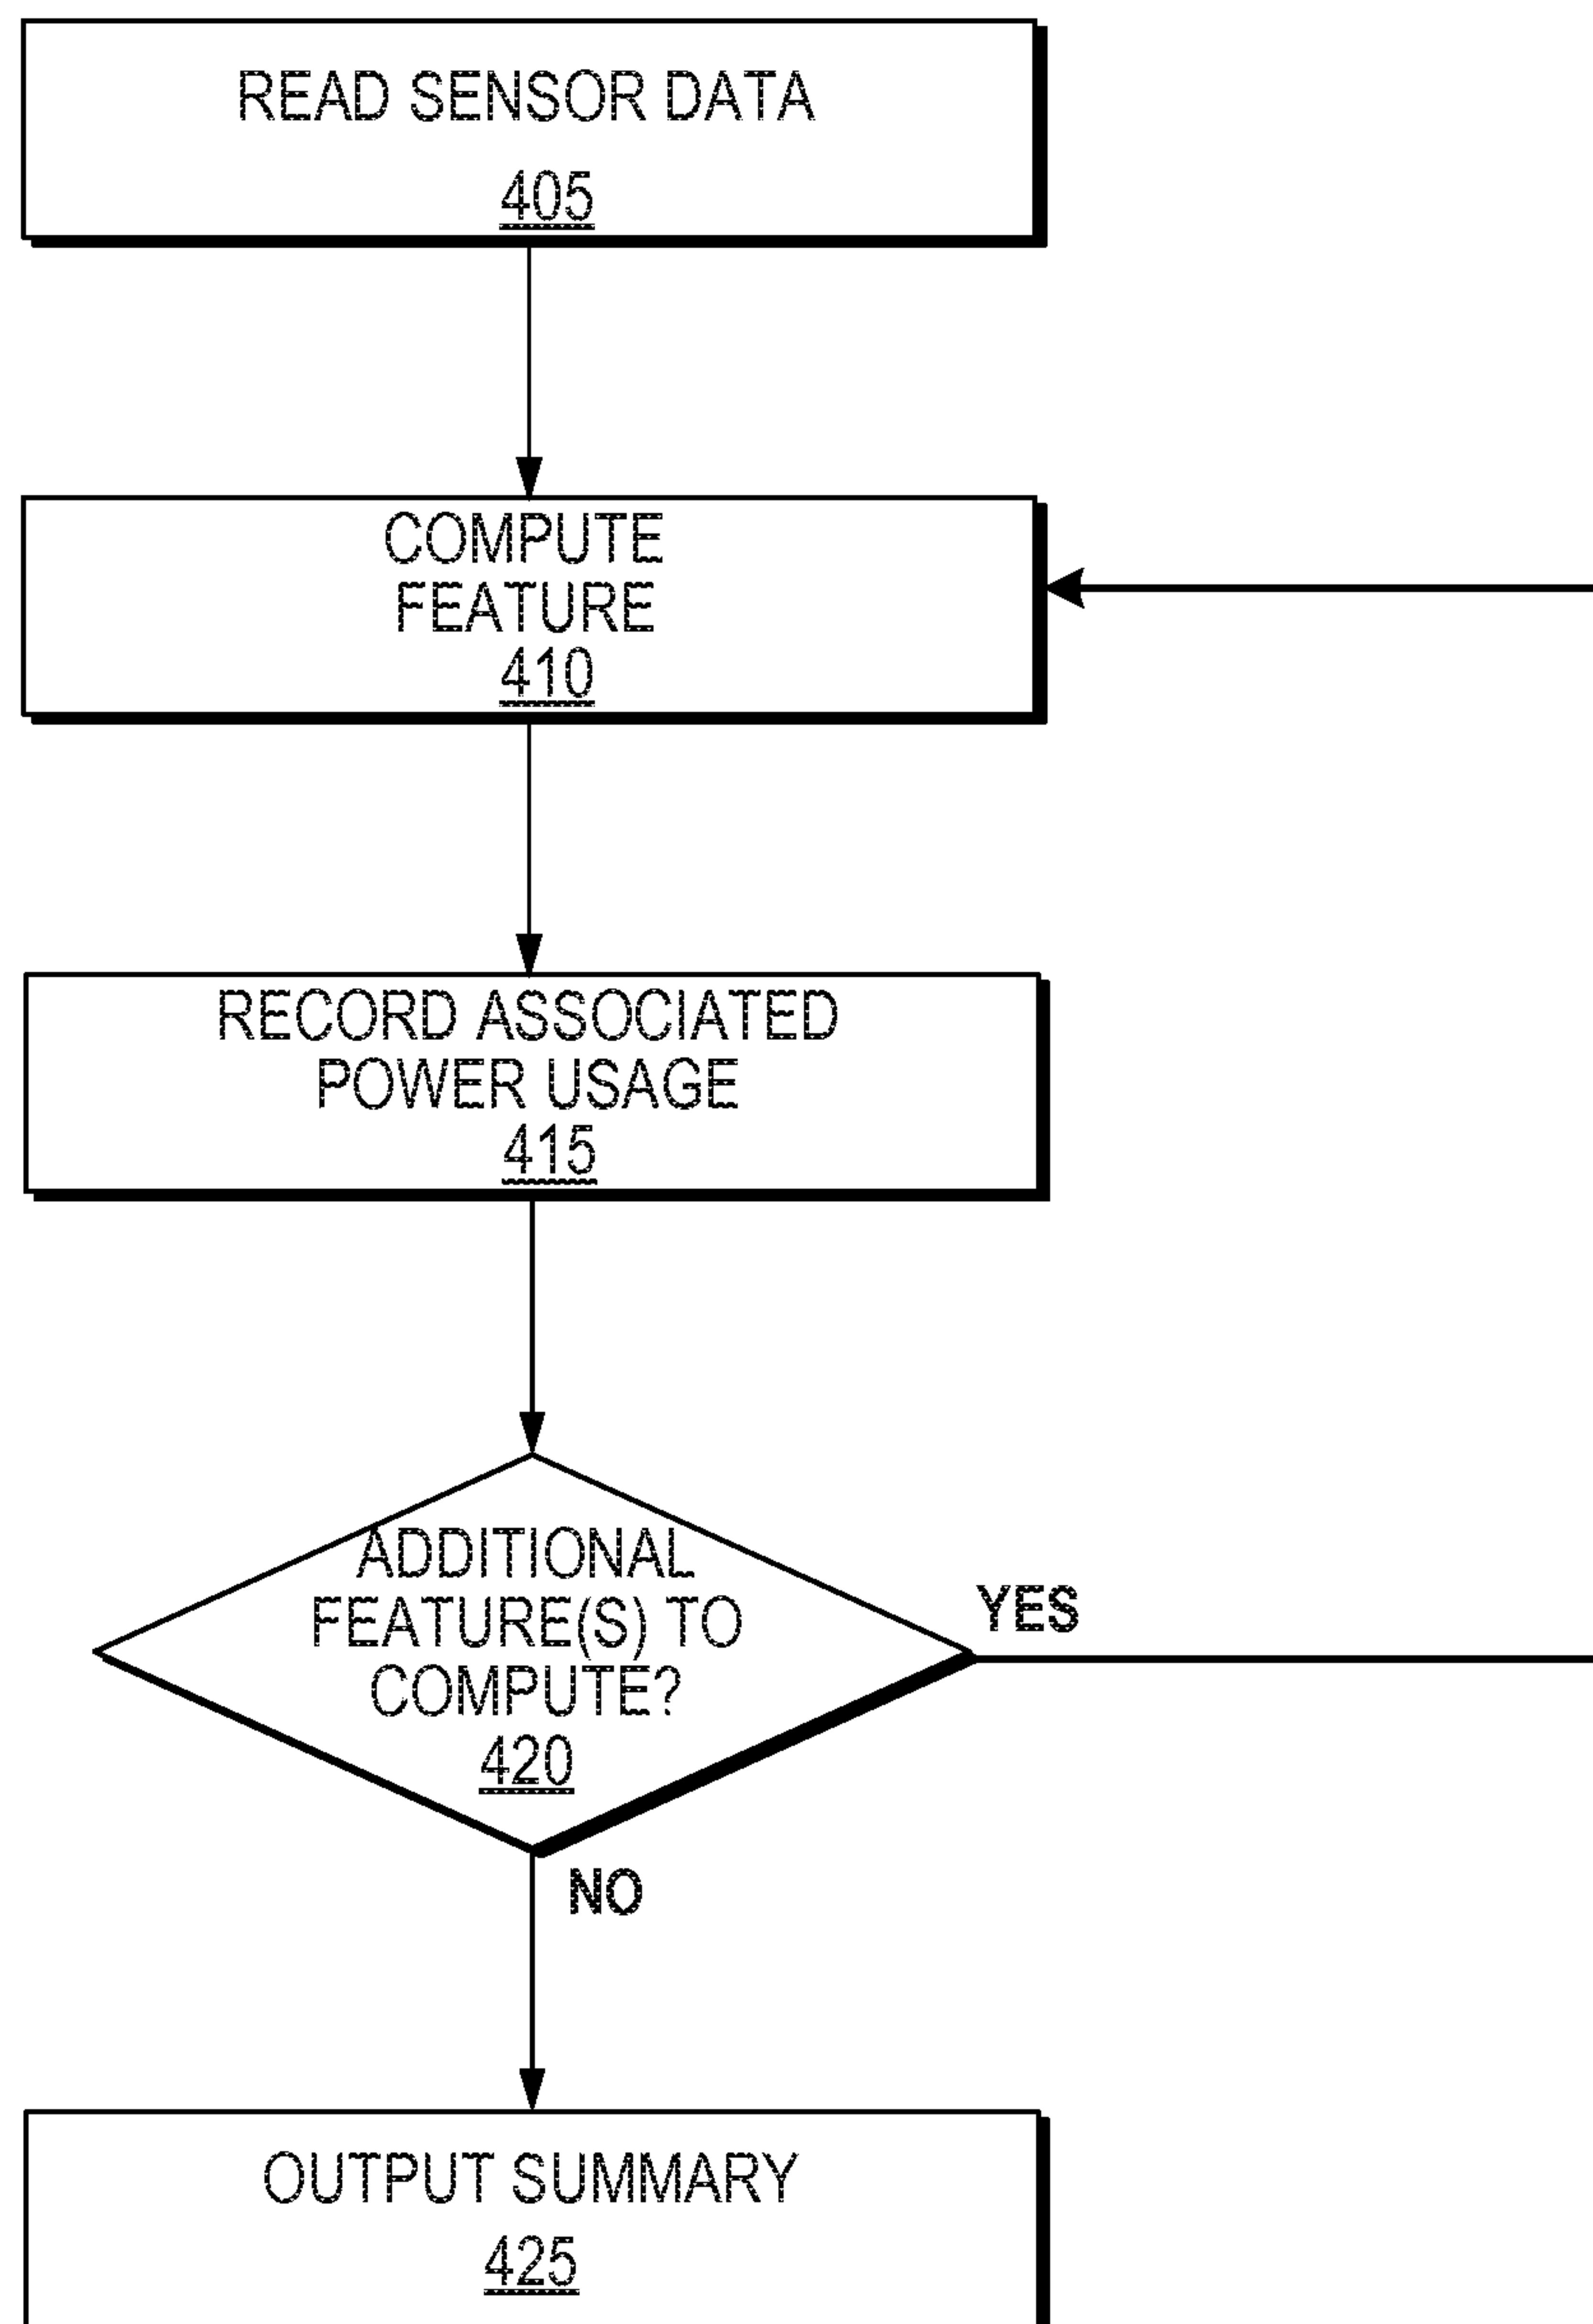 READ SENSOR DATA
405
COMPUTE
FEATURE
410
RECORD ASSOCIATED
POWER USAGE
415
ADDITIONAL
FEATURE(S) TO
COMPUTE?
420
YES
NO
OUTPUT SUMMARY
425